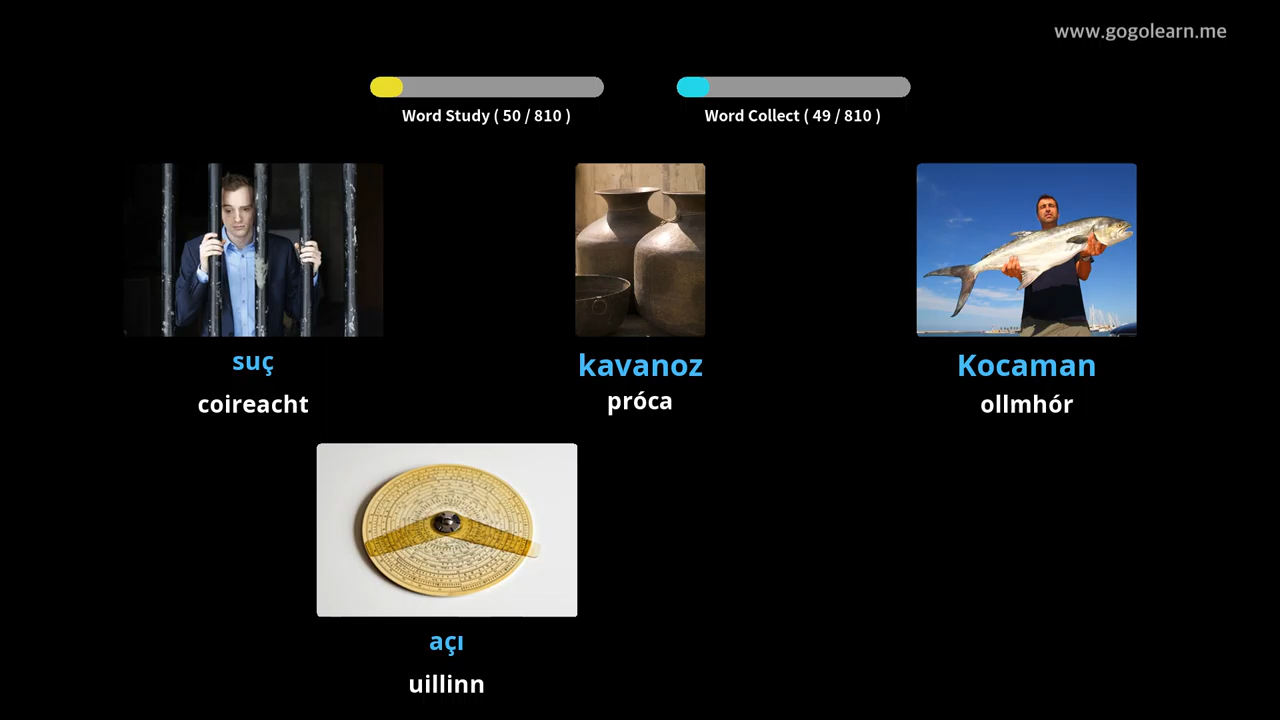 www.gogolearn.me
Word Study ( 50 / 810 )
Word Collect ( 49 / 810 )
suç
coireacht
kavanoz
próca
Kocaman
ollmhór
açı
uillinn